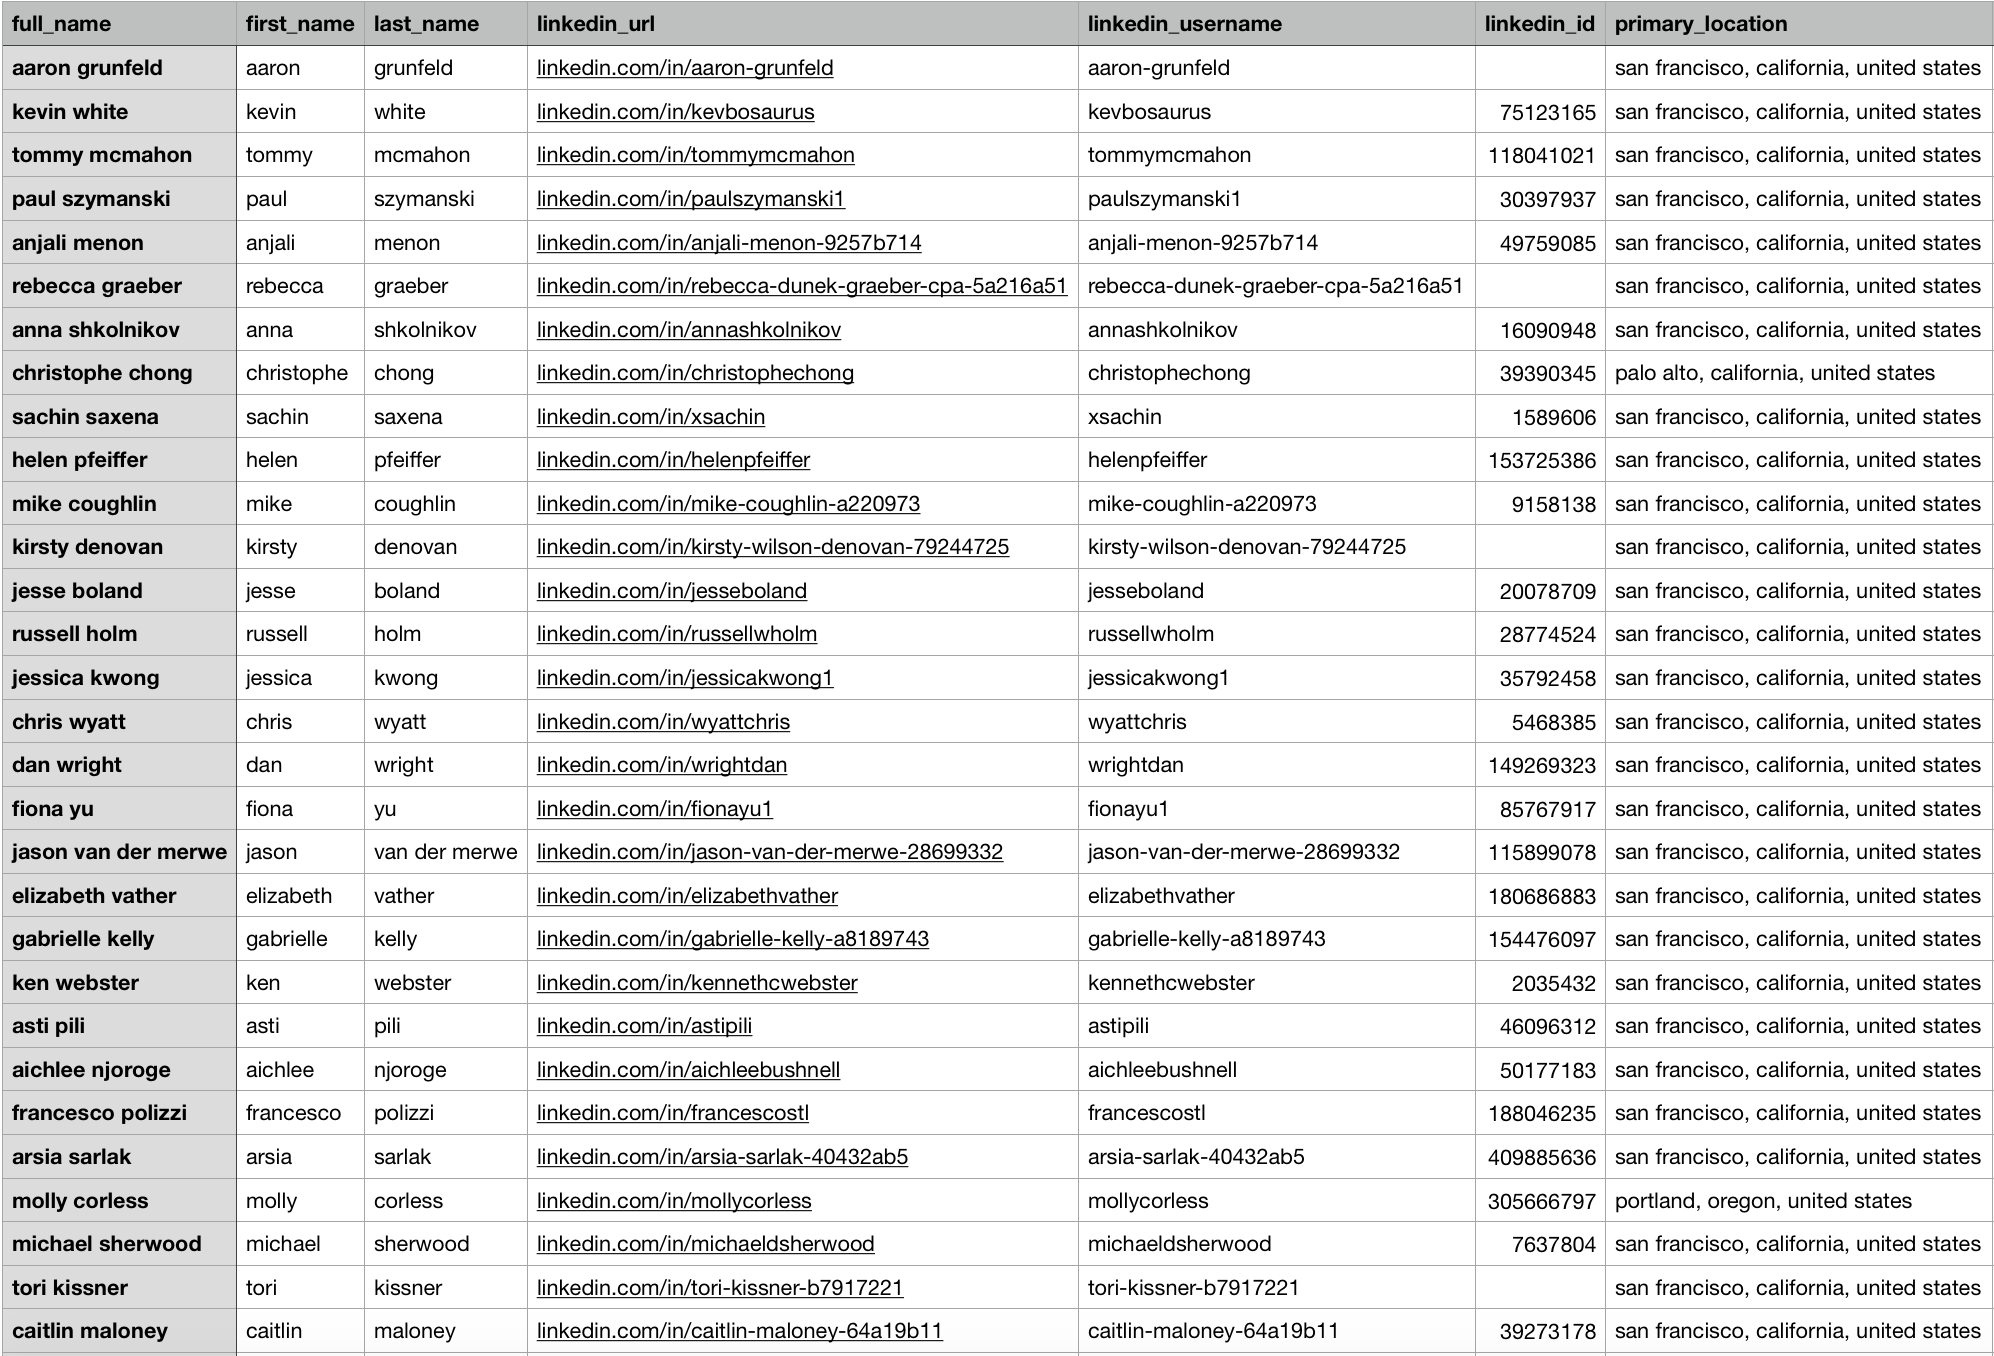 full_name first_name last_name linkedin_url linkedin_username linkedin_id primary_location
aaron grunfeld aaron grunfeld linkedin.com/in/aaron-grunfeld aaron-grunfeld san francisco, california, united states
kevin white kevin white linkedin.com/in/kevbosaurus kevbosaurus 75123165 san francisco, california, united states
tommy mcmahon tommy mcmahon linkedin.com/in/tommymcmahon tommymcmahon 118041021 san francisco, california, united states
paul szymanski paul szymanski linkedin.com/in/paulszymanski1 paulszymanski1 30397937 san francisco, california, united states
anjali menon anjali menon linkedin.com/in/anjali-menon-9257b714 anjali-menon-9257b714 49759085 san francisco, california, united states
rebecca graeber rebecca graeber linkedin.com/in/rebecca-dunek-graeber-cpa-5a216a51 rebecca-dunek-graeber-cpa-5a216a51 san francisco, california, united states
anna shkolnikov anna shkolnikov linkedin.com/in/annashkolnikov annashkolnikov 16090948 san francisco, california, united states
christophe chong christophe chong linkedin.com/in/christophechong christophechong 39390345 palo alto, california, united states
sachin saxena sachin saxena linkedin.com/in/xsachin xsachin 1589606 san francisco, california, united states
helen pfeiffer helen pfeiffer linkedin.com/in/helenpfeiffer helenpfeiffer 153725386 san francisco, california, united states
mike coughlin mike coughlin linkedin.com/in/mike-coughlin-a220973 mike-coughlin-a220973 9158138 san francisco, california, united states
kirsty denovan kirsty denovan linkedin.com/in/kirsty-wilson-denovan-79244725 kirsty-wilson-denovan-79244725 san francisco, california, united states
jesse boland jesse boland linkedin.com/in/jesseboland jesseboland 20078709 san francisco, california, united states
russell holm russell holm linkedin.com/in/russellwholm russellwholm 28774524 san francisco, california, united states
jessica kwong jessica kwong linkedin.com/in/jessicakwong1 jessicakwong1 35792458 san francisco, california, united states
chris wyatt chris wyatt linkedin.com/in/wyattchris wyattchris 5468385 san francisco, california, united states
dan wright dan wright linkedin.com/in/wrightdan wrightdan 149269323 san francisco, california, united states
fiona yu fiona yu linkedin.com/in/fionayu1 fionayu1 85767917 san francisco, california, united states
jason van der merwe jason van der merwe linkedin.com/in/jason-van-der-merwe-28699332 jason-van-der-merwe-28699332 115899078 san francisco, california, united states
elizabeth vather elizabeth vather linkedin.com/in/elizabethvather elizabethvather 180686883 san francisco, california, united states
gabrielle kelly gabrielle kelly linkedin.com/in/gabrielle-kelly-a8189743 gabrielle-kelly-a8189743 154476097 san francisco, california, united states
ken webster ken webster linkedin.com/in/kennethcwebster kennethcwebster 2035432 san francisco, california, united states
asti pili asti pili linkedin.com/in/astipili astipili 46096312 san francisco, california, united states
aichlee njoroge aichlee njoroge linkedin.com/in/aichleebushnell aichleebushnell 50177183 san francisco, california, united states
francesco polizzi francesco polizzi linkedin.com/in/francescostl francescostl 188046235 san francisco, california, united states
arsia sarlak arsia sarlak linkedin.com/in/arsia-sarlak-40432ab5 arsia-sarlak-40432ab5 409885636 san francisco, california, united states
molly corless molly corless linkedin.com/in/mollycorless mollycorless 305666797 portland, oregon, united states
michael sherwood michael sherwood linkedin.com/in/michaeldsherwood michaeldsherwood 7637804 san francisco, california, united states
tori kissner tori kissner linkedin.com/in/tori-kissner-b7917221 tori-kissner-b7917221 san francisco, california, united states
caitlin maloney caitlin maloney linkedin.com/in/caitlin-maloney-64a19b11 caitlin-maloney-64a19b11 39273178 san francisco, california, united states